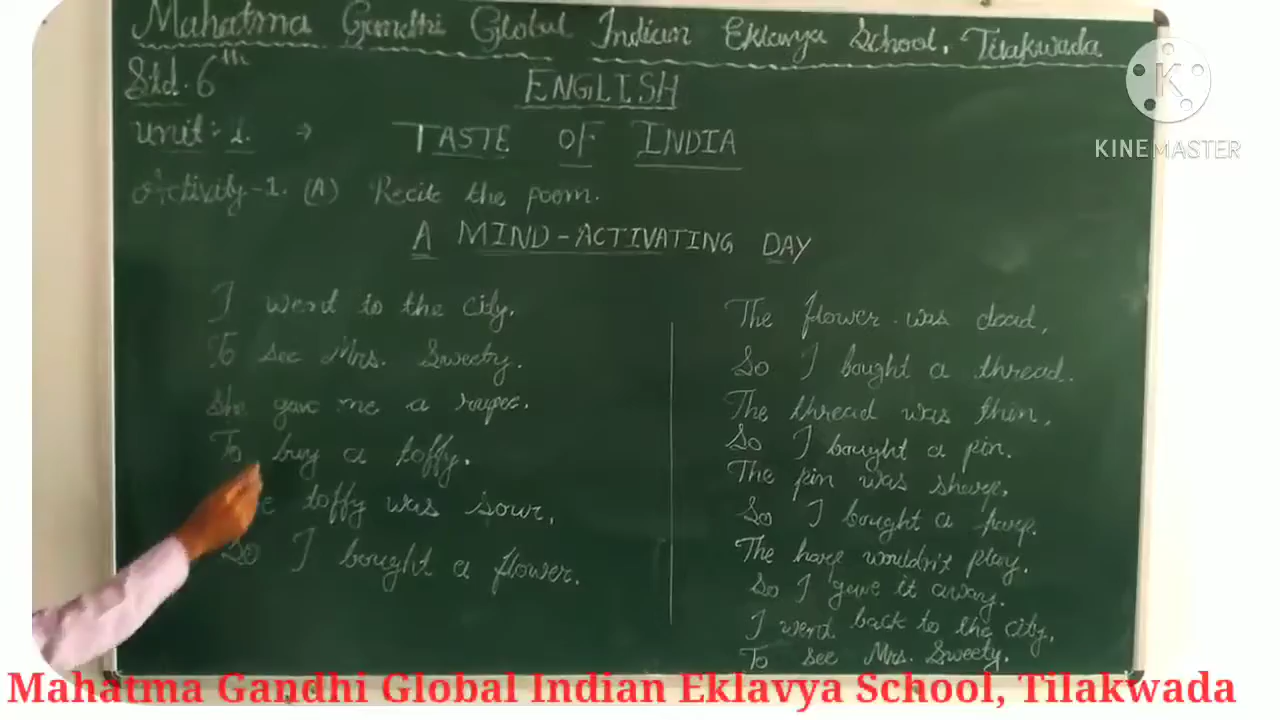 Mahatma Gandhi Global Indian Eklavya School, Tilakwada
Std. 6th
ENGLISH
Unit: 1. → TASTE OF INDIA
Activity-1. (A) Recite the poem.
A MIND-ACTIVATING DAY
I went to the city.
To see Mrs. Sweety.
She gave me a rupee.
To buy a toffy.
toffy was sour,
So I bought a flower.
The flower was dead,
So I bought a thread.
The thread was thin,
So I bought a pin.
The pin was sharp,
So I bought a harp.
The harp wouldn't play,
So I gave it away.
I went back to the city,
To see Mrs. Sweety.
K
KINEMASTER
Mahatma Gandhi Global Indian Eklavya School, Tilakwada